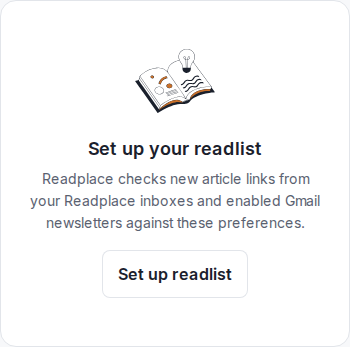 Set up your readlist
Readplace checks new article links from
your Readplace inboxes and enabled Gmail
newsletters against these preferences.
Set up readlist